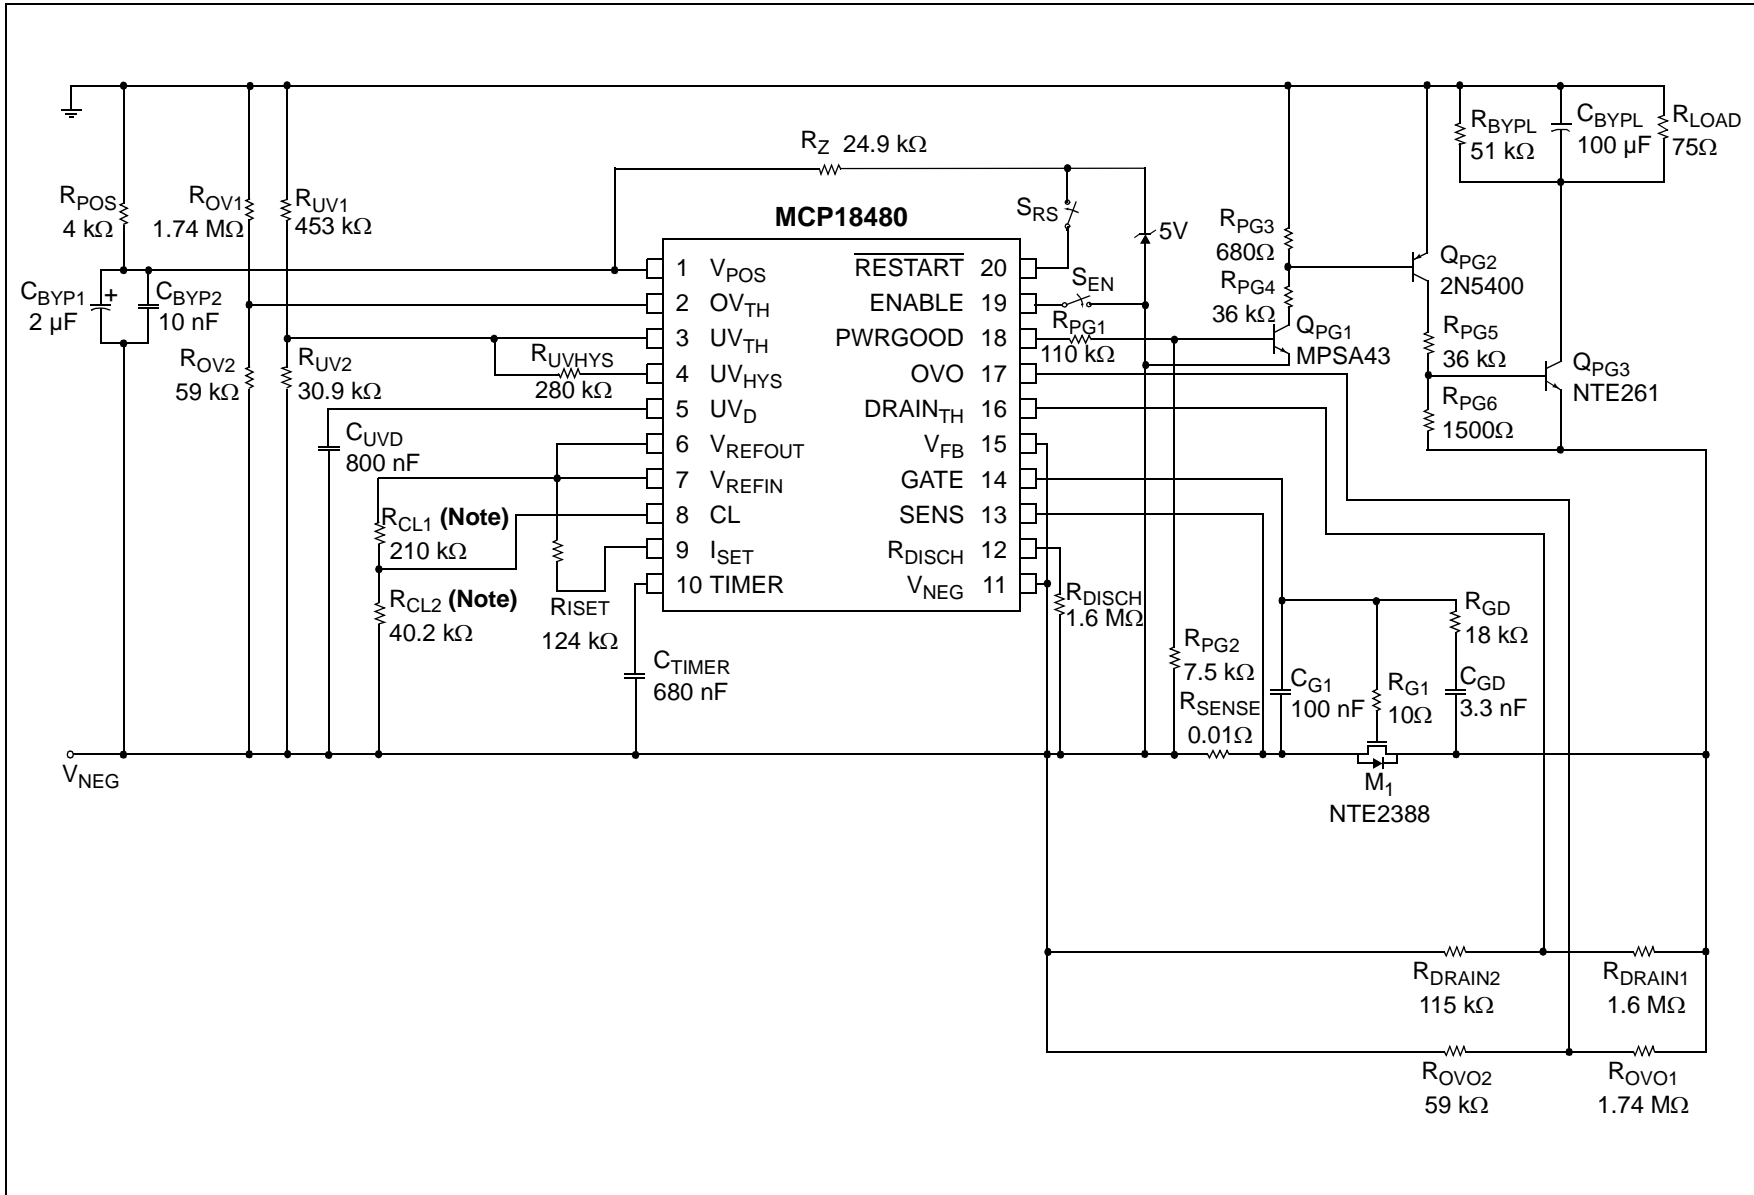 R_BYPL
51 kΩ
C_BYPL
100 µF
R_LOAD
75Ω
R_Z 24.9 kΩ
R_POS
4 kΩ
R_OV1
1.74 MΩ
R_UV1
453 kΩ
MCP18480
S_RS
5V
R_PG3
680Ω
Q_PG2
2N5400
C_BYP1
+
2 µF
C_BYP2
10 nF
1 V_POS
2 OV_TH
3 UV_TH
4 UV_HYS
5 UV_D
6 V_REFOUT
7 V_REFIN
8 CL
9 I_SET
10 TIMER
RESTART 20
ENABLE 19
PWRGOOD 18
OVO 17
DRAIN_TH 16
V_FB 15
GATE 14
SENS 13
R_DISCH 12
V_NEG 11
S_EN
R_PG4
36 kΩ
R_PG1
110 kΩ
Q_PG1
MPSA43
R_PG5
36 kΩ
Q_PG3
NTE261
R_PG6
1500Ω
R_OV2
59 kΩ
R_UV2
30.9 kΩ
R_UVHYS
280 kΩ
C_UVD
800 nF
R_CL1 (Note)
210 kΩ
R_CL2 (Note)
40.2 kΩ
R_ISET
124 kΩ
C_TIMER
680 nF
R_DISCH
1.6 MΩ
R_PG2
7.5 kΩ
R_SENSE
0.01Ω
C_G1
100 nF
R_G1
10Ω
R_GD
18 kΩ
C_GD
3.3 nF
V_NEG
M_1
NTE2388
R_DRAIN2
115 kΩ
R_DRAIN1
1.6 MΩ
R_OVO2
59 kΩ
R_OVO1
1.74 MΩ